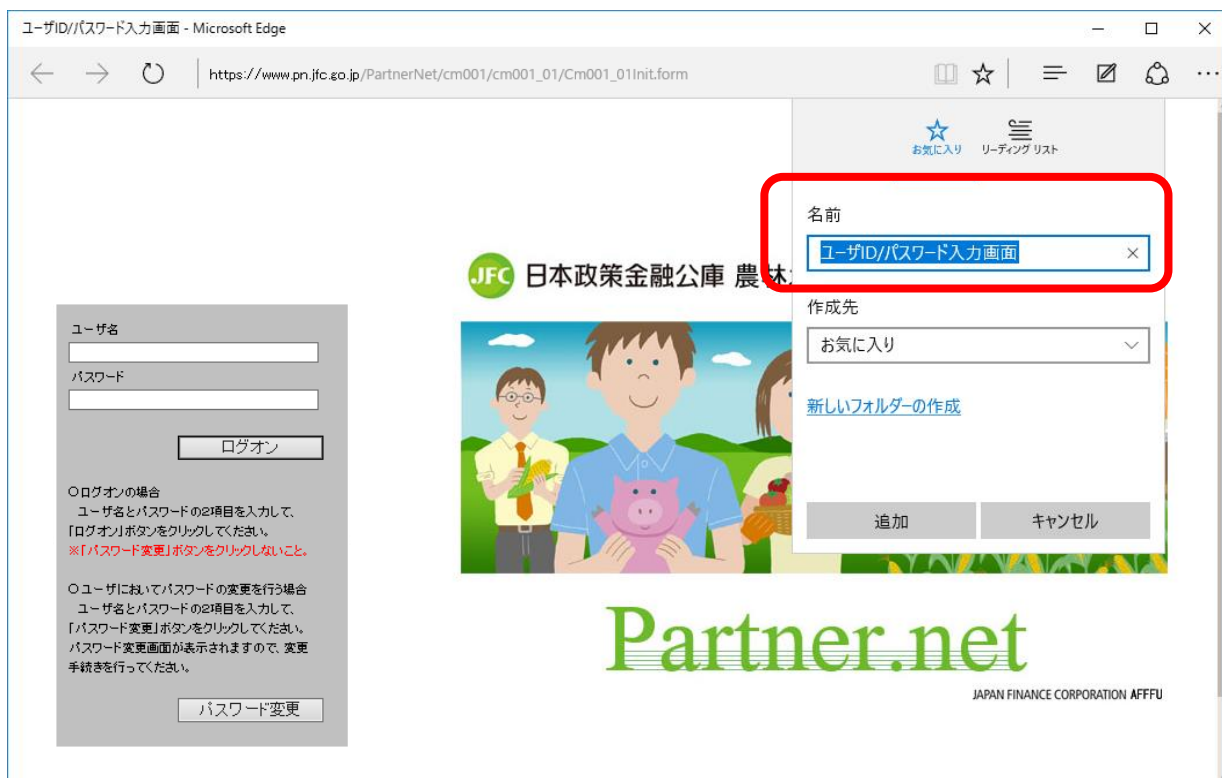 ユーザID/パスワード入力画面 - Microsoft Edge
https://www.pn.jfc.go.jp/PartnerNet/cm001/cm001_01/Cm001_01Init.form
お気に入り
リーディング リスト
名前
ユーザID/パスワード入力画面
作成先
お気に入り
新しいフォルダーの作成
追加
キャンセル
JFC 日本政策金融公庫 農林
ユーザ名
パスワード
ログオン
○ログオンの場合
ユーザ名とパスワードの2項目を入力して、
「ログオン」ボタンをクリックしてください。
※「パスワード変更」ボタンをクリックしないこと。
○ユーザにおいてパスワードの変更を行う場合
ユーザ名とパスワードの2項目を入力して、
「パスワード変更」ボタンをクリックしてください。
パスワード変更画面が表示されますので、変更
手続きを行ってください。
パスワード変更
Partner.net
JAPAN FINANCE CORPORATION AFFFU